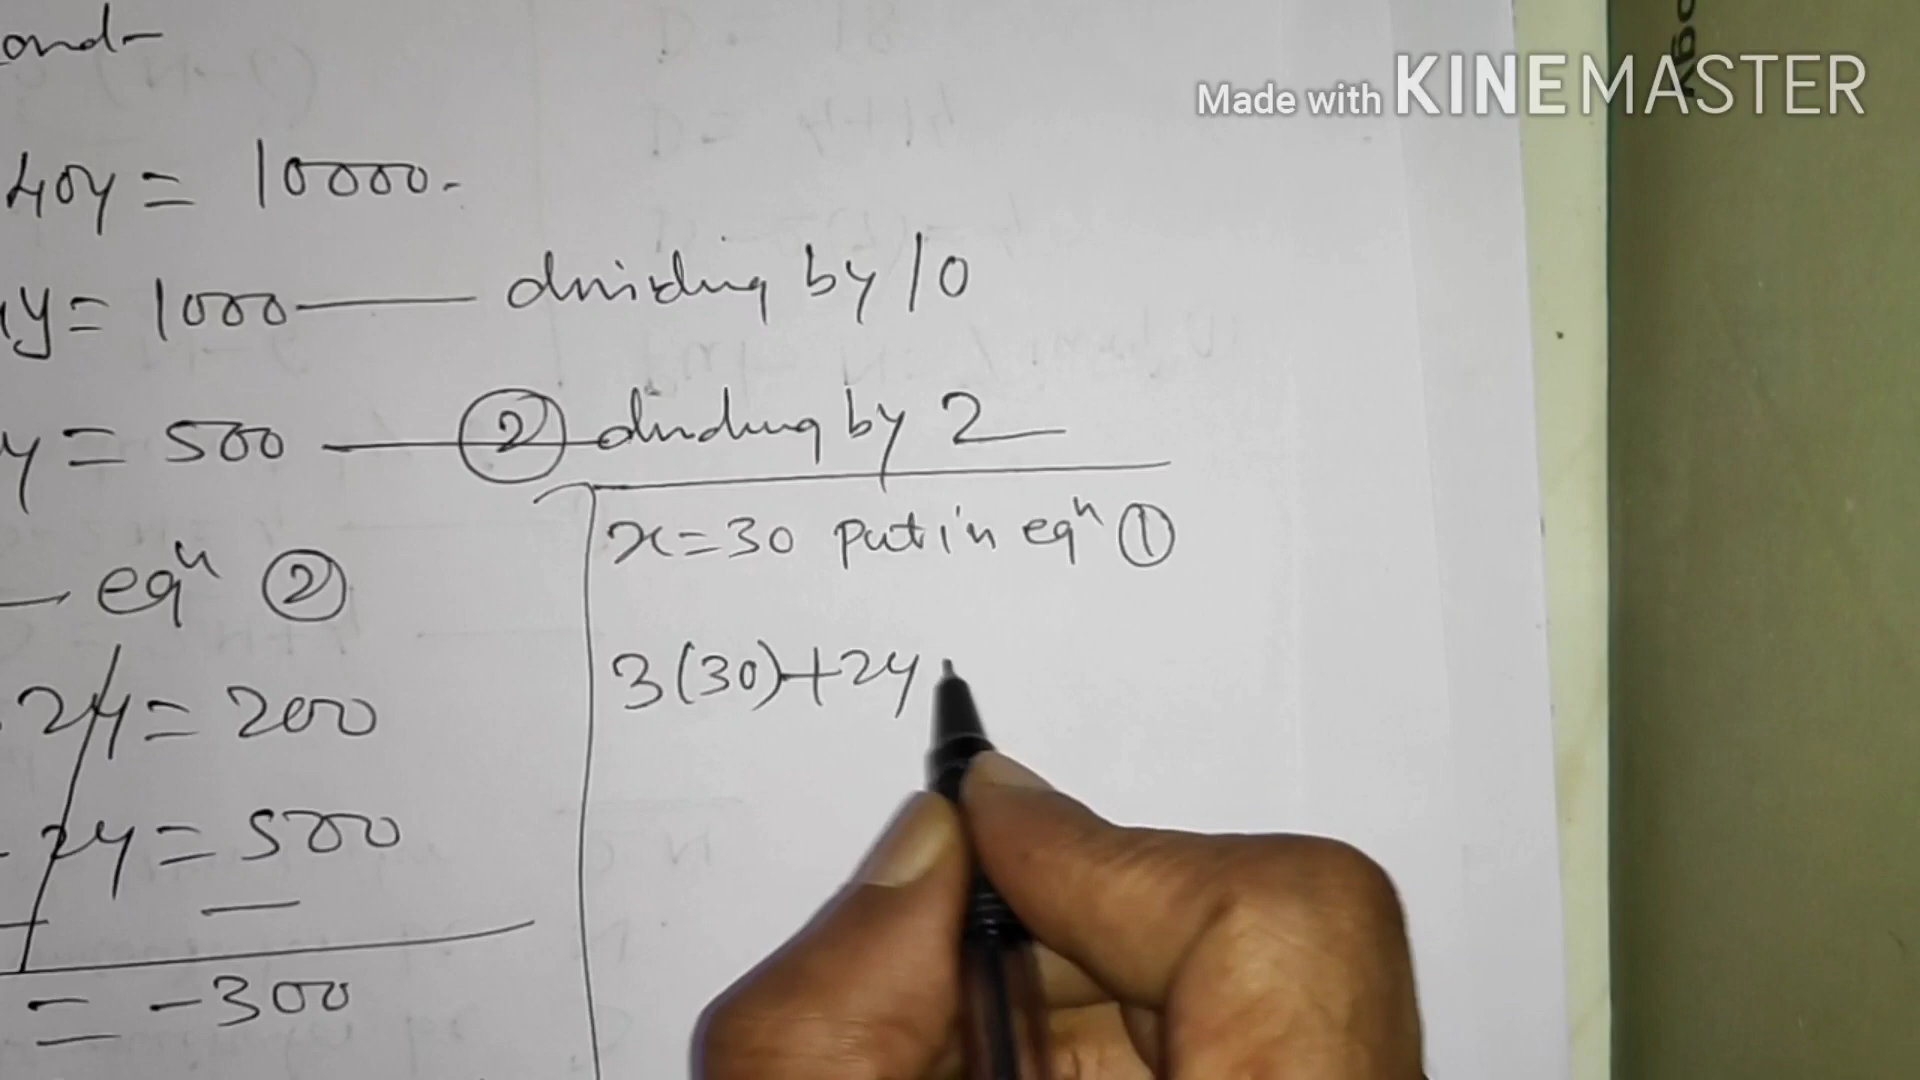 Made with KINEMASTER
and-
40y = 10000-
y = 1000 —— dividing by 10
y = 500 —— ② dividing by 2
x = 30 put in eqⁿ ①
3(30)+2y
— eqⁿ ②
2y = 200
2y = 500
—
= -300